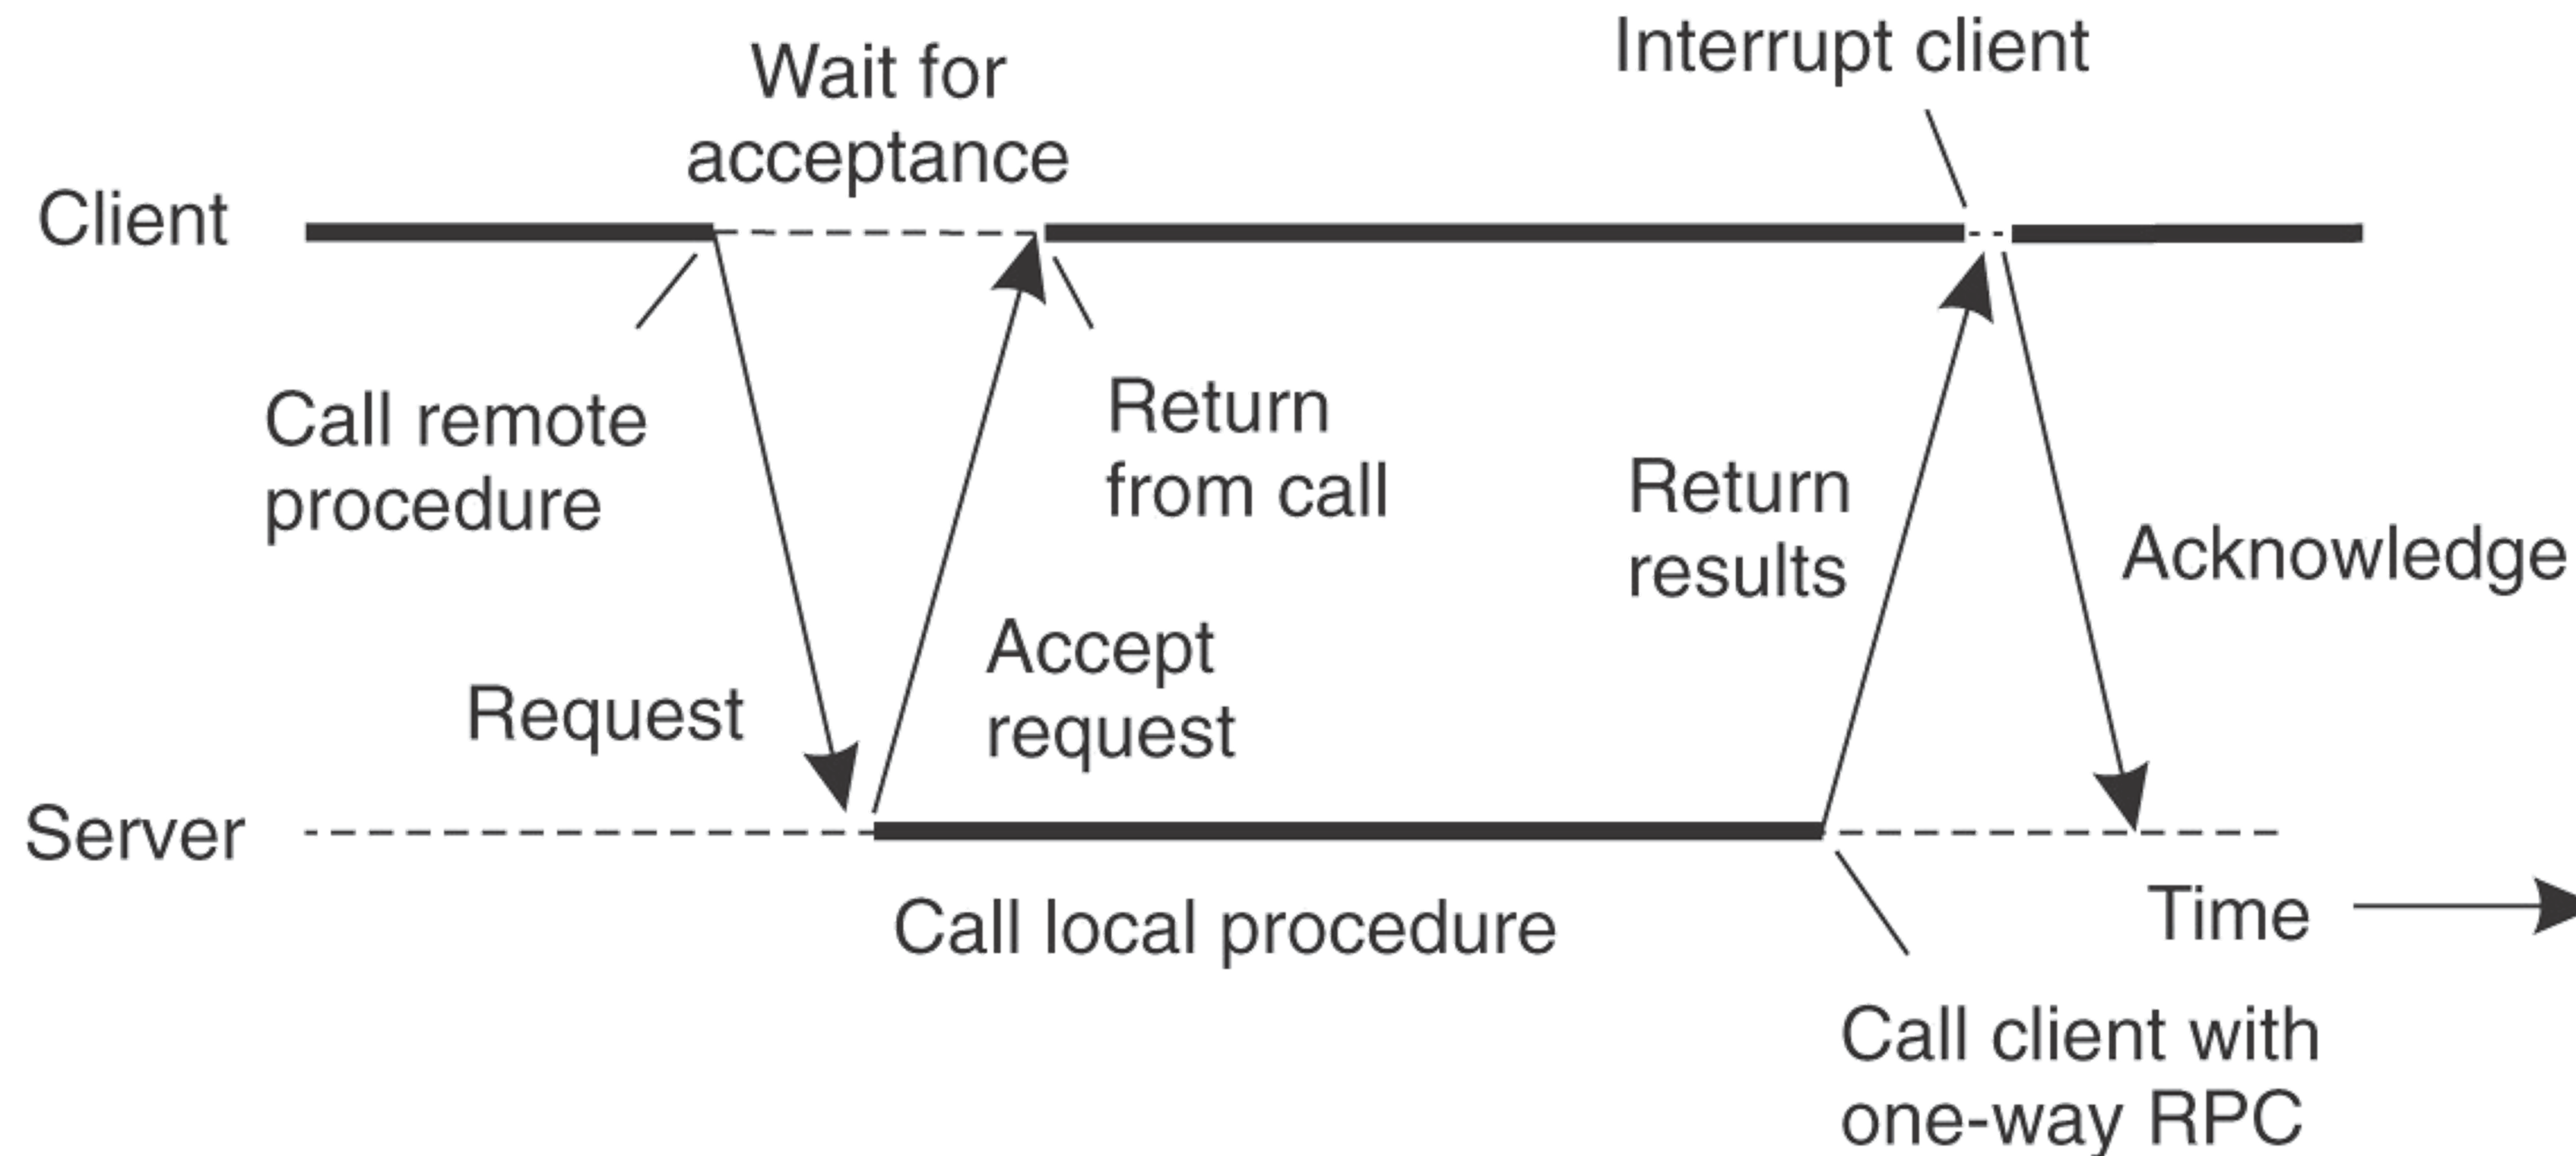 Interrupt client
Wait for
acceptance
Client
Call remote
procedure
Return
from call
Return
results
Acknowledge
Accept
request
Request
Server
Call local procedure
Time
Call client with
one-way RPC